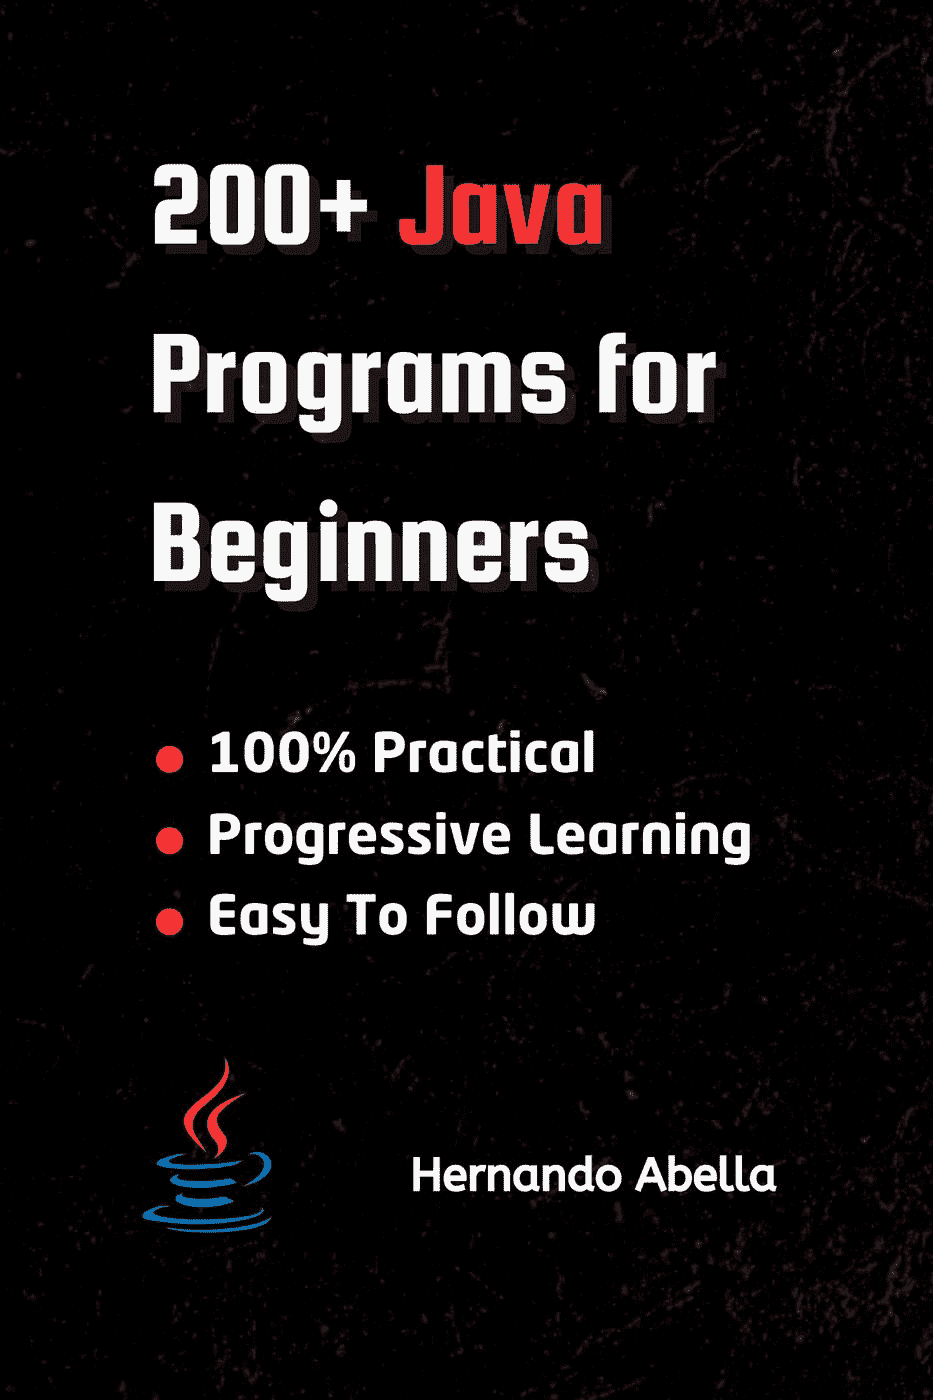 200+ Java
Programs for
Beginners
100% Practical
Progressive Learning
Easy To Follow
Hernando Abella